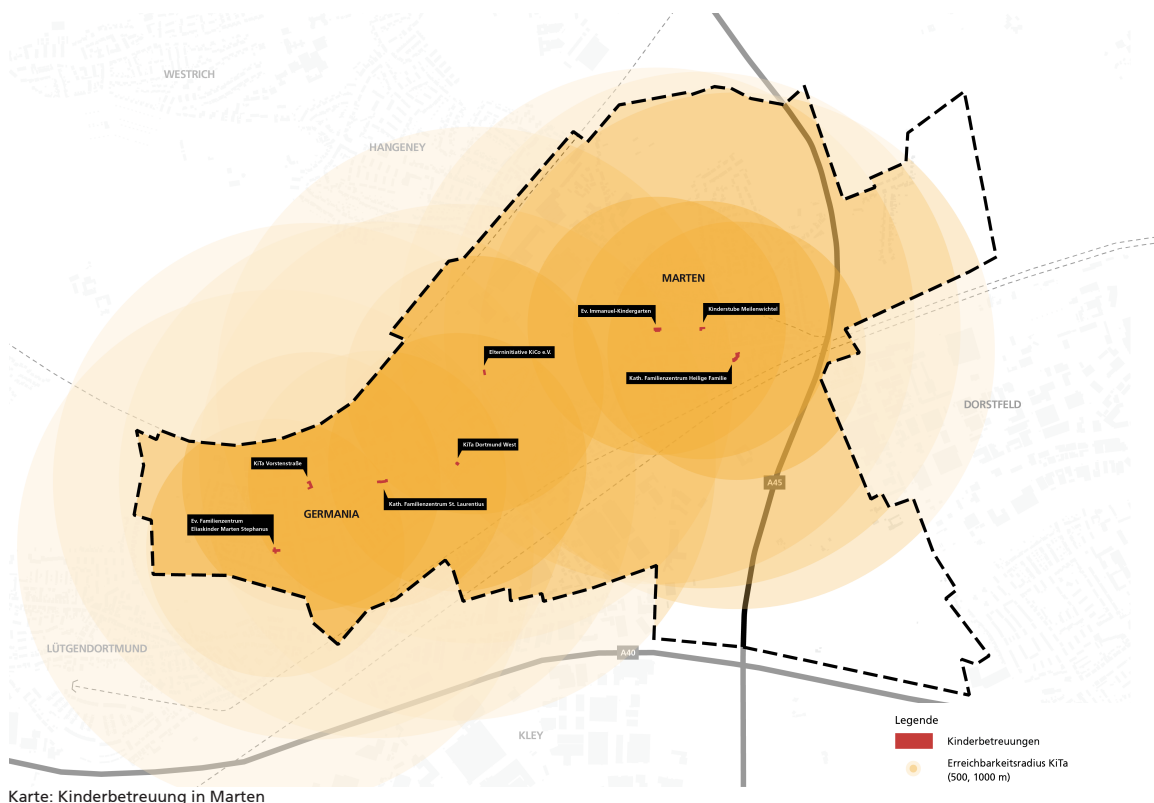 WESTRICH
HANGENEY
MARTEN
Ev. Immanuel-Kindergarten
Kinderstube Meilenwichtel
Elterninitiative KiCo e.V.
Kath. Familienzentrum Heilige Familie
DORSTFELD
KiTa Dortmund West
KiTa Vorstenstraße
A45
Kath. Familienzentrum St. Laurentius
GERMANIA
Ev. Familienzentrum
Eliaskinder Marten Stephanus
LÜTGENDORTMUND
A40
KLEY
Legende
Kinderbetreuungen
Erreichbarkeitsradius KiTa
(500, 1000 m)
Karte: Kinderbetreuung in Marten